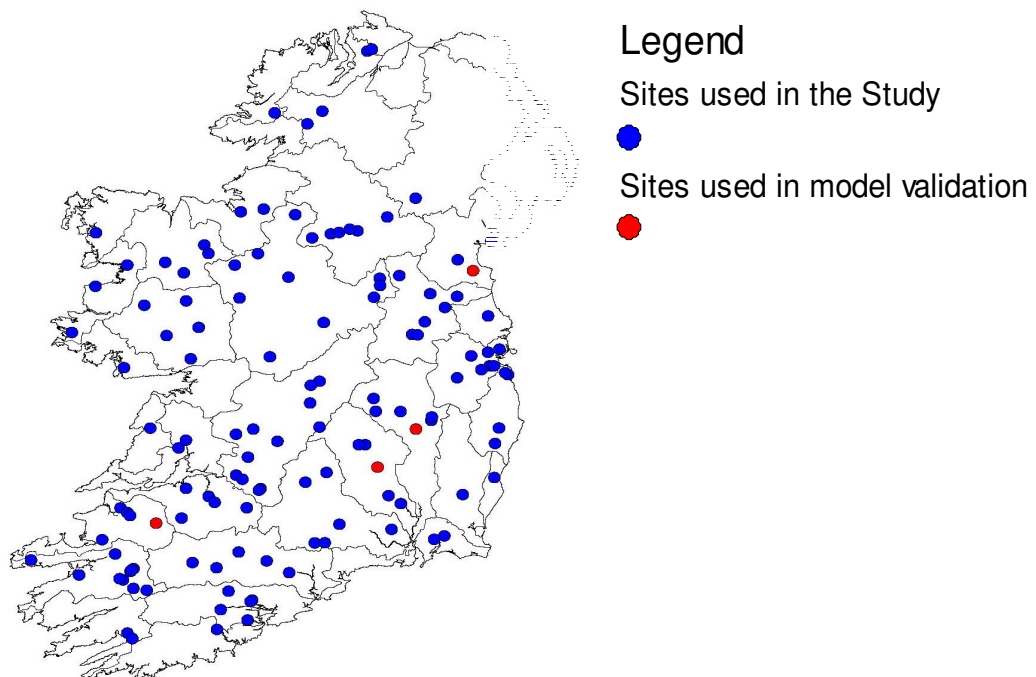 Legend
Sites used in the Study
Sites used in model validation